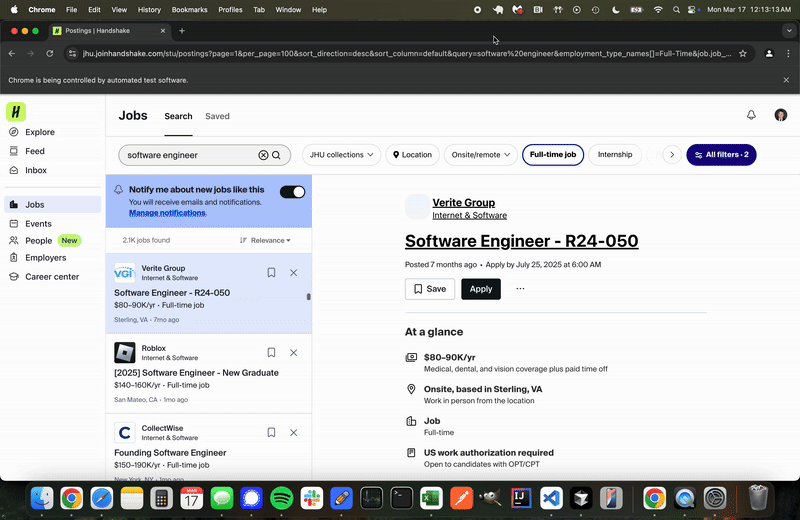 Chrome File Edit View History Bookmarks Profiles Tab Window Help
Mon Mar 17 12:13:13 AM
Postings | Handshake
jhu.joinhandshake.com/stu/postings?page=1&per_page=100&sort_direction=desc&sort_column=default&query=software%20engineer&employment_type_names[]=Full-Time&job.job_...
Chrome is being controlled by automated test software.
Explore
Feed
Inbox
Jobs
Events
People New
Employers
Career center
Jobs Search Saved
software engineer
JHU collections
Location
Onsite/remote
Full-time job
Internship
All filters · 2
Notify me about new jobs like this
You will receive emails and notifications.
Manage notifications.
2.1K jobs found
Relevance
VGI
Verite Group
Internet & Software
Software Engineer - R24-050
$80–90K/yr · Full-time job
Sterling, VA · 7mo ago
Roblox
Internet & Software
[2025] Software Engineer - New Graduate
$140–160K/yr · Full-time job
San Mateo, CA · 1mo ago
C
CollectWise
Internet & Software
Founding Software Engineer
$150–190K/yr · Full-time job
New York, NY · 1mo ago
Verite Group
Internet & Software
Software Engineer - R24-050
Posted 7 months ago · Apply by July 25, 2025 at 6:00 AM
Save
Apply
...
At a glance
$80–90K/yr
Medical, dental, and vision coverage plus paid time off
Onsite, based in Sterling, VA
Work in person from the location
Job
Full-time
US work authorization required
Open to candidates with OPT/CPT
MAR
17